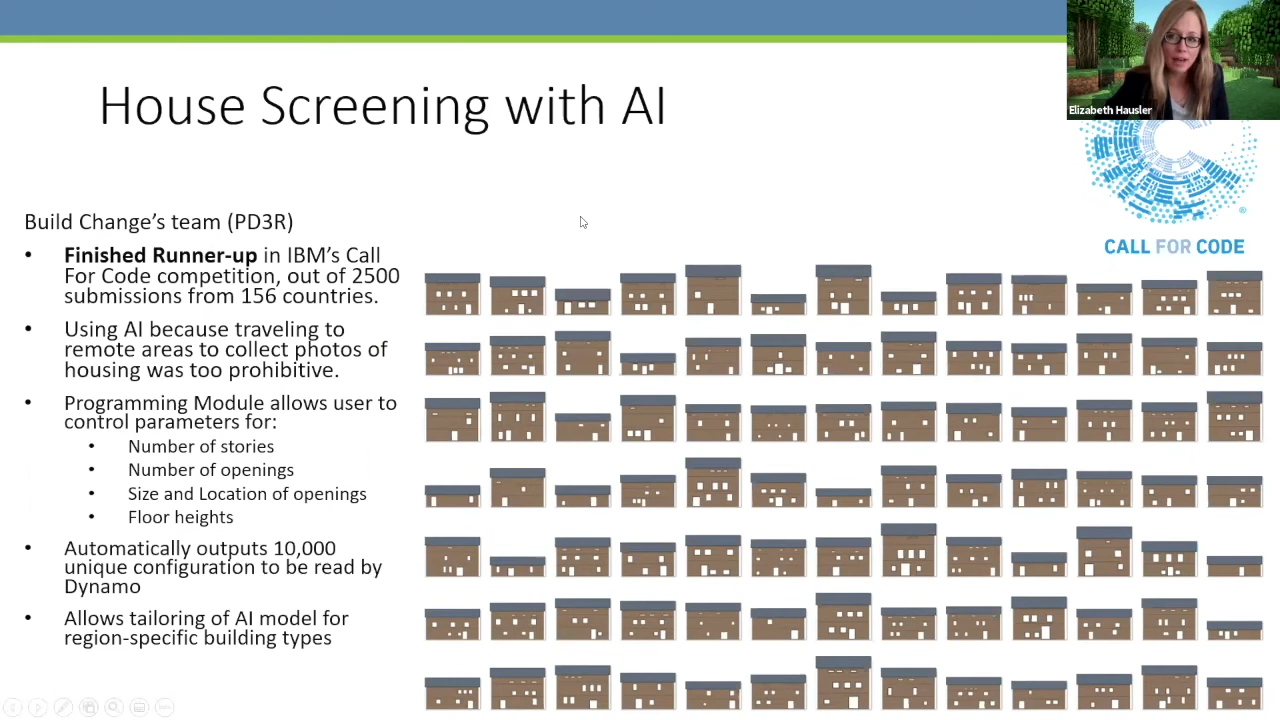 House Screening with AI
Elizabeth Hausler
®
CALL FOR CODE
Build Change’s team (PD3R)
• Finished Runner-up in IBM’s Call
For Code competition, out of 2500
submissions from 156 countries.
• Using AI because traveling to
remote areas to collect photos of
housing was too prohibitive.
• Programming Module allows user to
control parameters for:
• Number of stories
• Number of openings
• Size and Location of openings
• Floor heights
• Automatically outputs 10,000
unique configuration to be read by
Dynamo
• Allows tailoring of AI model for
region-specific building types